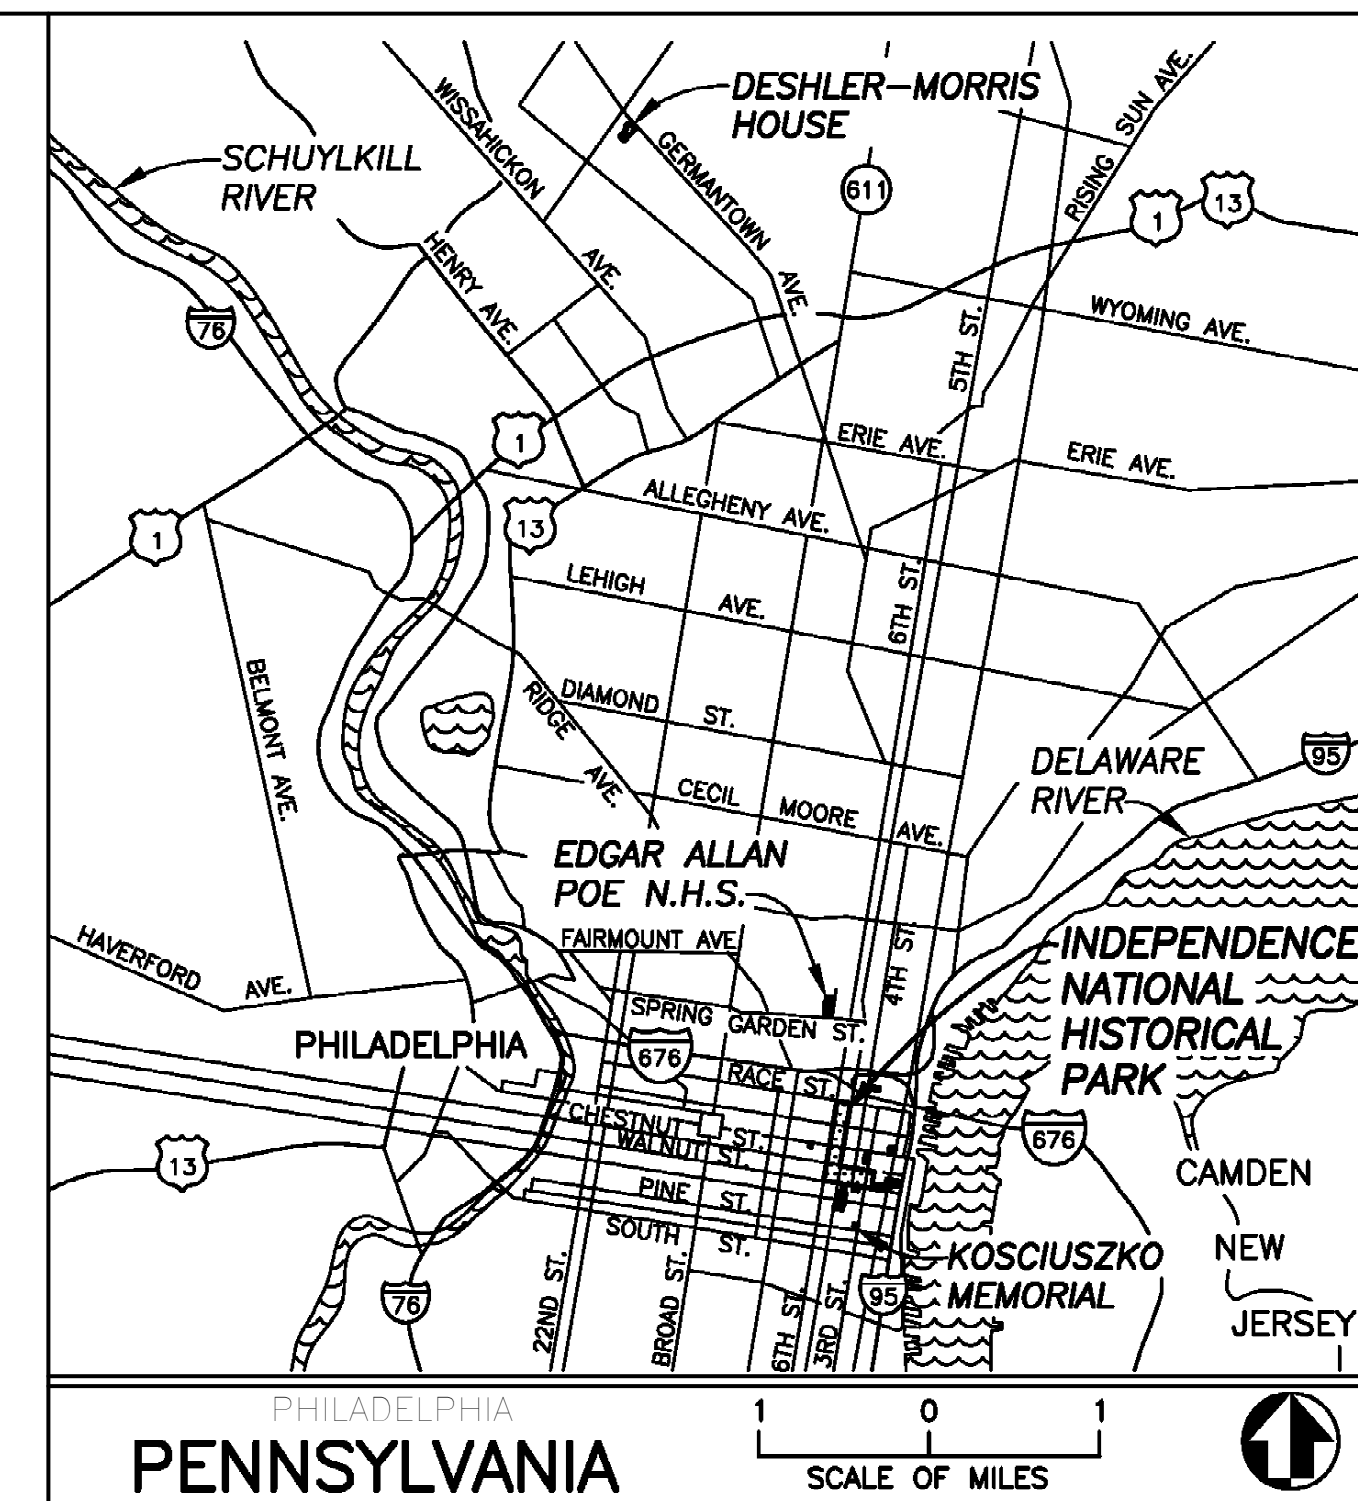 DESHLER-MORRIS
HOUSE
WISSAHICKON
AVE.
GERMANTOWN
AVE.
SUN AVE.
RISING
SCHUYLKILL
RIVER
611
1
13
HENRY AVE.
76
WYOMING AVE.
5TH ST.
1
ERIE AVE.
ERIE AVE.
ALLEGHENY AVE.
13
1
LEHIGH AVE.
6TH ST.
BELMONT AVE.
RIDGE
AVE.
DIAMOND ST.
DELAWARE
RIVER
95
CECIL MOORE AVE.
EDGAR ALLAN
POE N.H.S.
HAVERFORD AVE.
FAIRMOUNT AVE
4TH ST.
INDEPENDENCE
NATIONAL
HISTORICAL
PARK
SPRING GARDEN ST.
PHILADELPHIA
676
RACE ST.
CHESTNUT ST.
WALNUT ST.
676
13
PINE ST.
CAMDEN
SOUTH ST.
NEW
JERSEY
KOSCIUSZKO
MEMORIAL
76
95
22ND ST.
BROAD ST.
6TH ST.
3RD ST.
PHILADELPHIA
PENNSYLVANIA
1 0 1
SCALE OF MILES